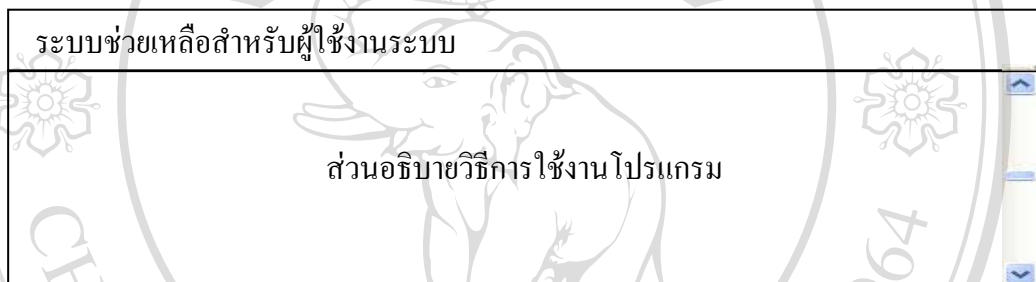 ระบบช่วยเหลือสำหรับผู้ใช้งานระบบ
ส่วนอธิบายวิธีการใช้งานโปรแกรม
964